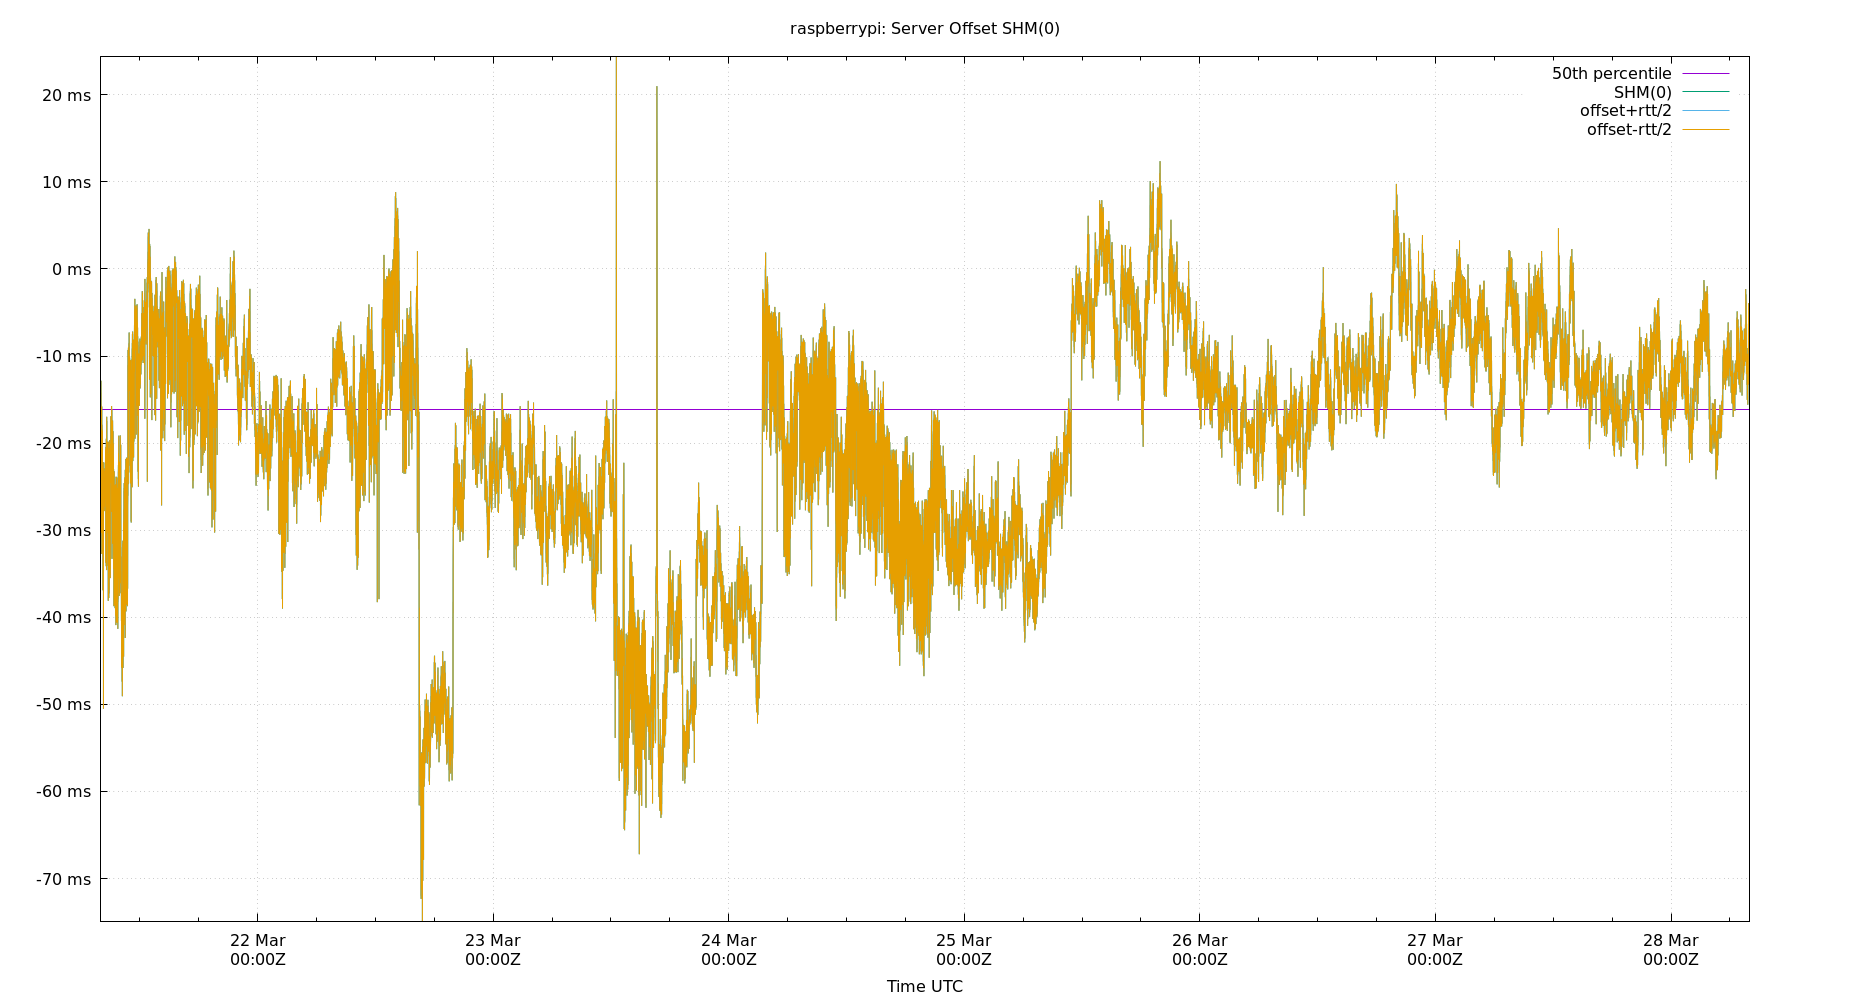 raspberrypi: Server Offset SHM(0)
50th percentile
SHM(0)
offset+rtt/2
offset-rtt/2
20 ms
10 ms
0 ms
-10 ms
-20 ms
-30 ms
-40 ms
-50 ms
-60 ms
-70 ms
22 Mar 23 Mar 24 Mar 25 Mar 26 Mar 27 Mar 28 Mar
00:00Z 00:00Z 00:00Z 00:00Z 00:00Z 00:00Z 00:00Z
Time UTC